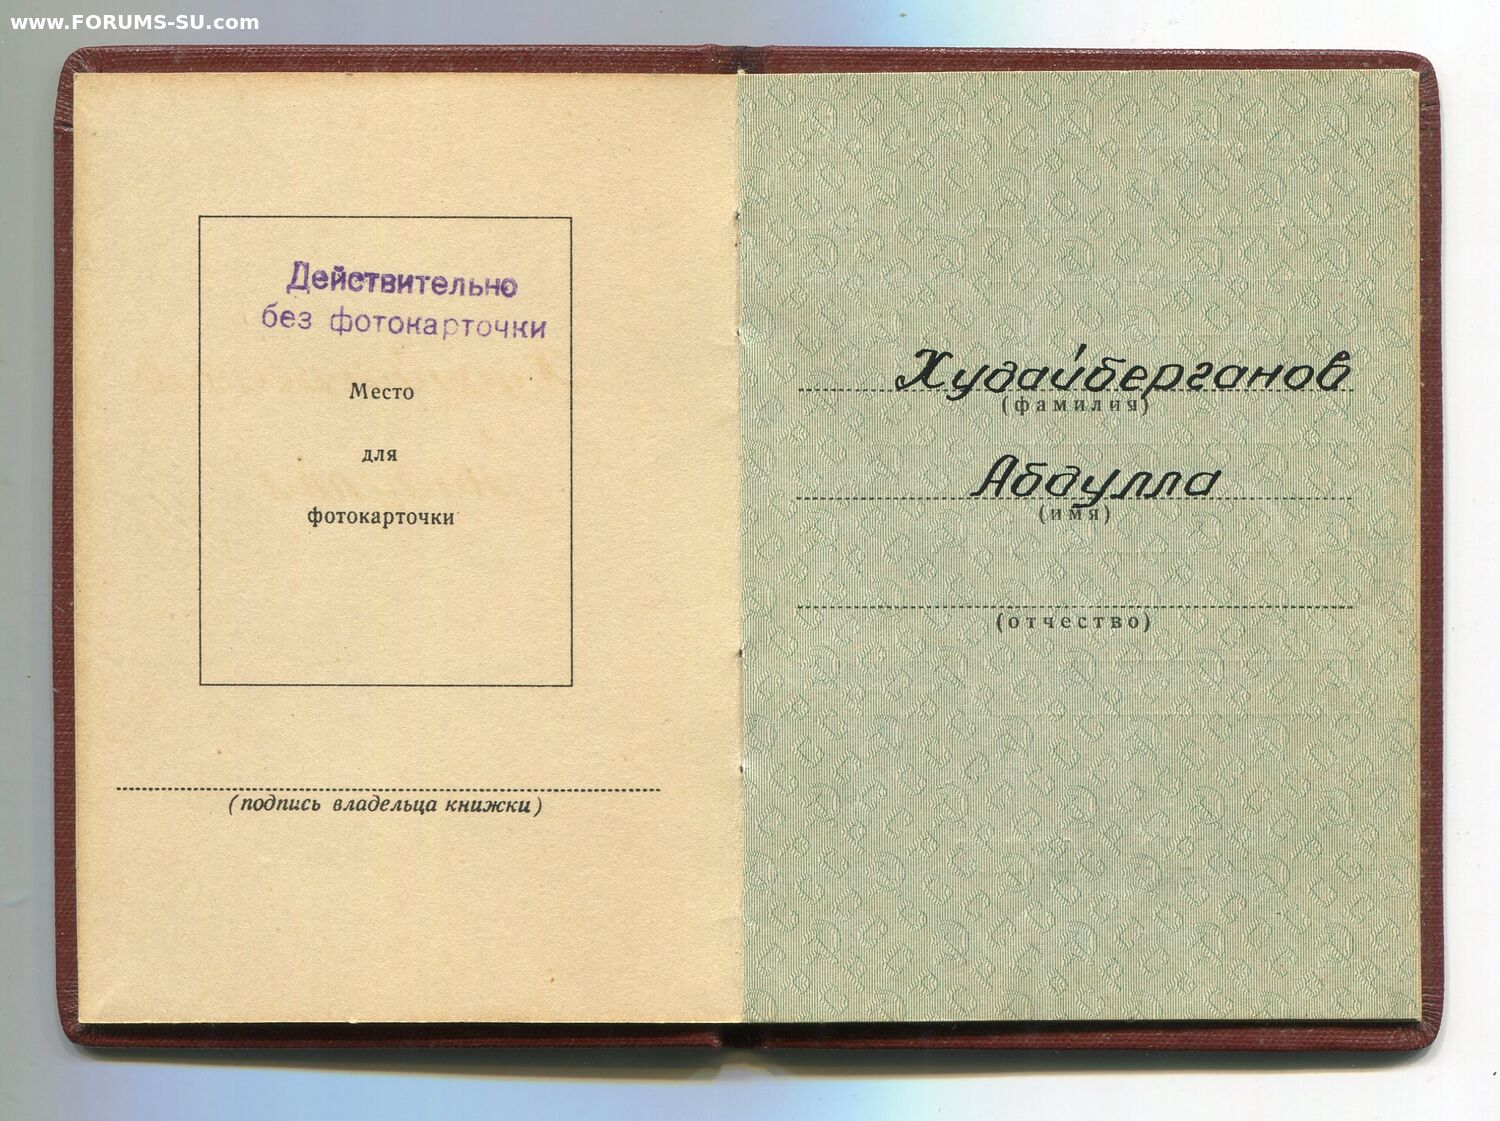 www.FORUMS-SU.com
Действительно
без фотокарточки
Место
для
фотокарточки
(подпись владельца книжки)
Худайберганов
(фамилия)
Абдулла
(имя)
(отчество)